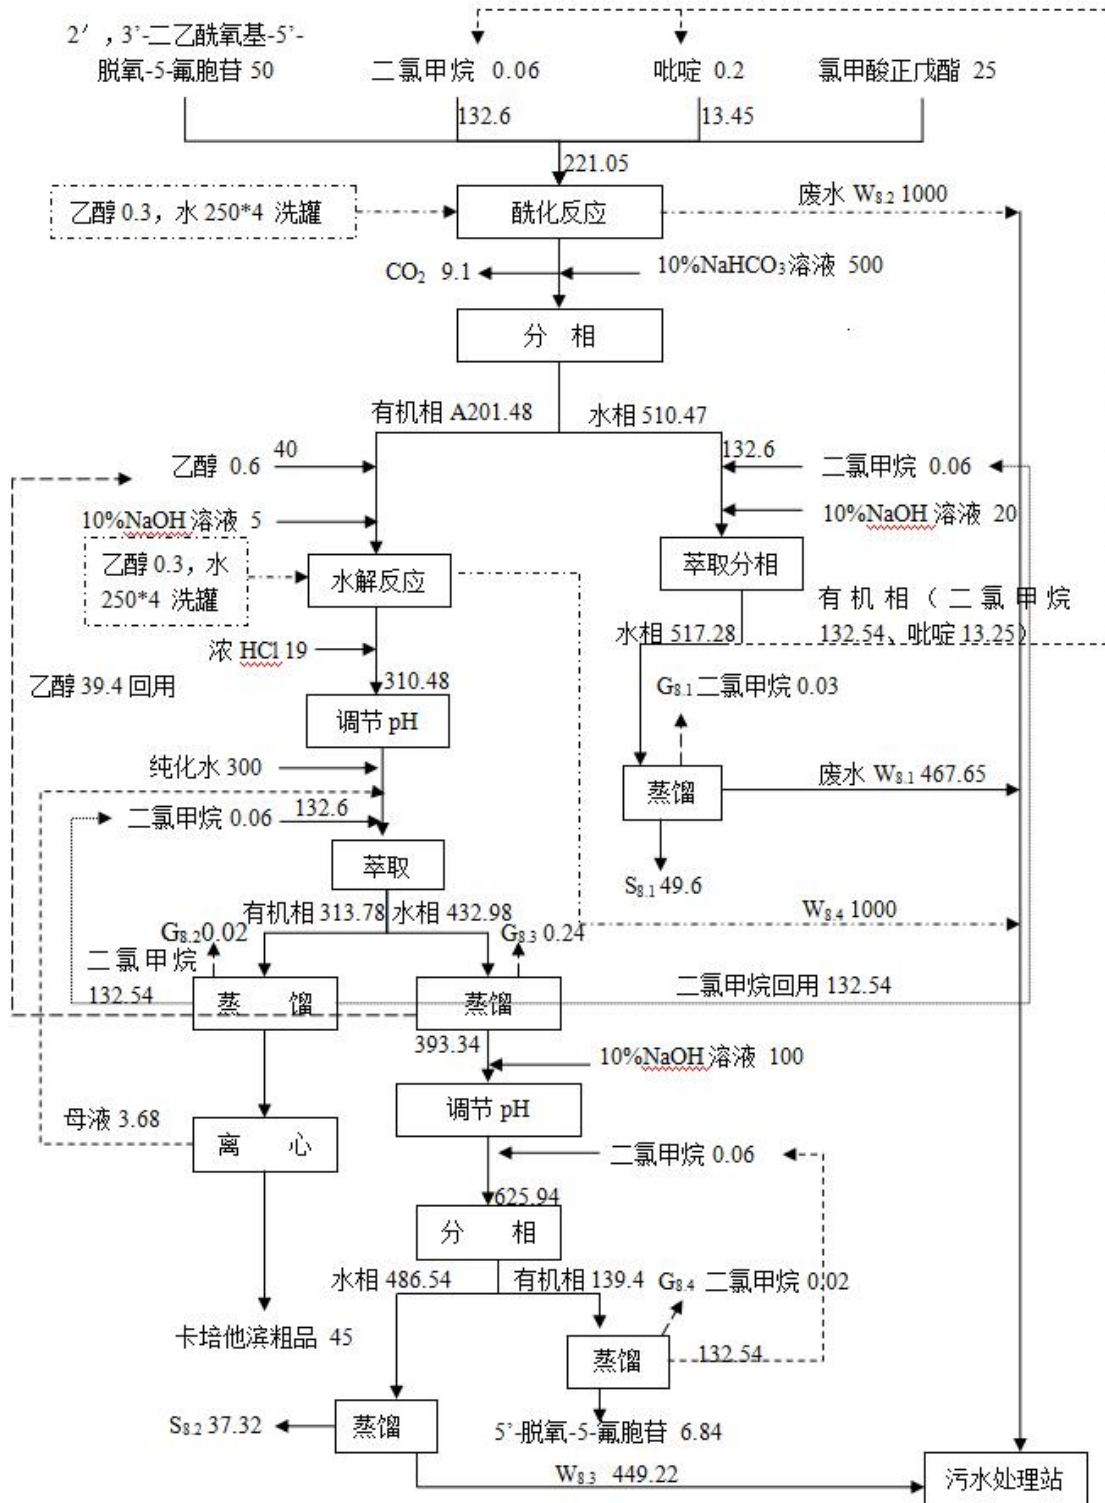 2′，3’-二乙酰氧基-5’-
脱氧-5-氟胞苷 50
二氯甲烷 0.06
吡啶 0.2
氯甲酸正戊酯 25
132.6
13.45
221.05
乙醇 0.3，水 250*4 洗罐
酰化反应
废水 W8.2 1000
CO2 9.1
10%NaHCO3溶液 500
分 相
有机相 A201.48
水相 510.47
乙醇 0.6
40
132.6
二氯甲烷 0.06
10%NaOH 溶液 5
10%NaOH 溶液 20
乙醇 0.3，水
250*4 洗罐
水解反应
萃取分相
有机相（二氯甲烷
132.54、吡啶 13.25）
水相 517.28
浓 HCl 19
310.48
乙醇 39.4 回用
G8.1 二氯甲烷 0.03
调节 pH
纯化水 300
蒸馏
废水 W8.1 467.65
二氯甲烷 0.06
132.6
萃取
S8.1 49.6
有机相 313.78
水相 432.98
W8.4 1000
G8.2 0.02
G8.3 0.24
二氯甲烷
132.54
蒸 馏
蒸馏
二氯甲烷回用 132.54
393.34
10%NaOH 溶液 100
调节 pH
母液 3.68
离 心
二氯甲烷 0.06
625.94
分 相
水相 486.54
有机相 139.4
G8.4 二氯甲烷 0.02
卡培他滨粗品 45
蒸馏
132.54
S8.2 37.32
蒸馏
5’-脱氧-5-氟胞苷 6.84
W8.3 449.22
污水处理站